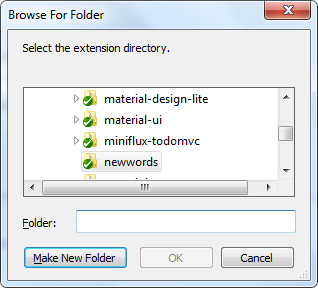 Browse For Folder
Select the extension directory.
material-design-lite
material-ui
miniflux-todomvc
newwords
Folder:
Make New Folder OK Cancel